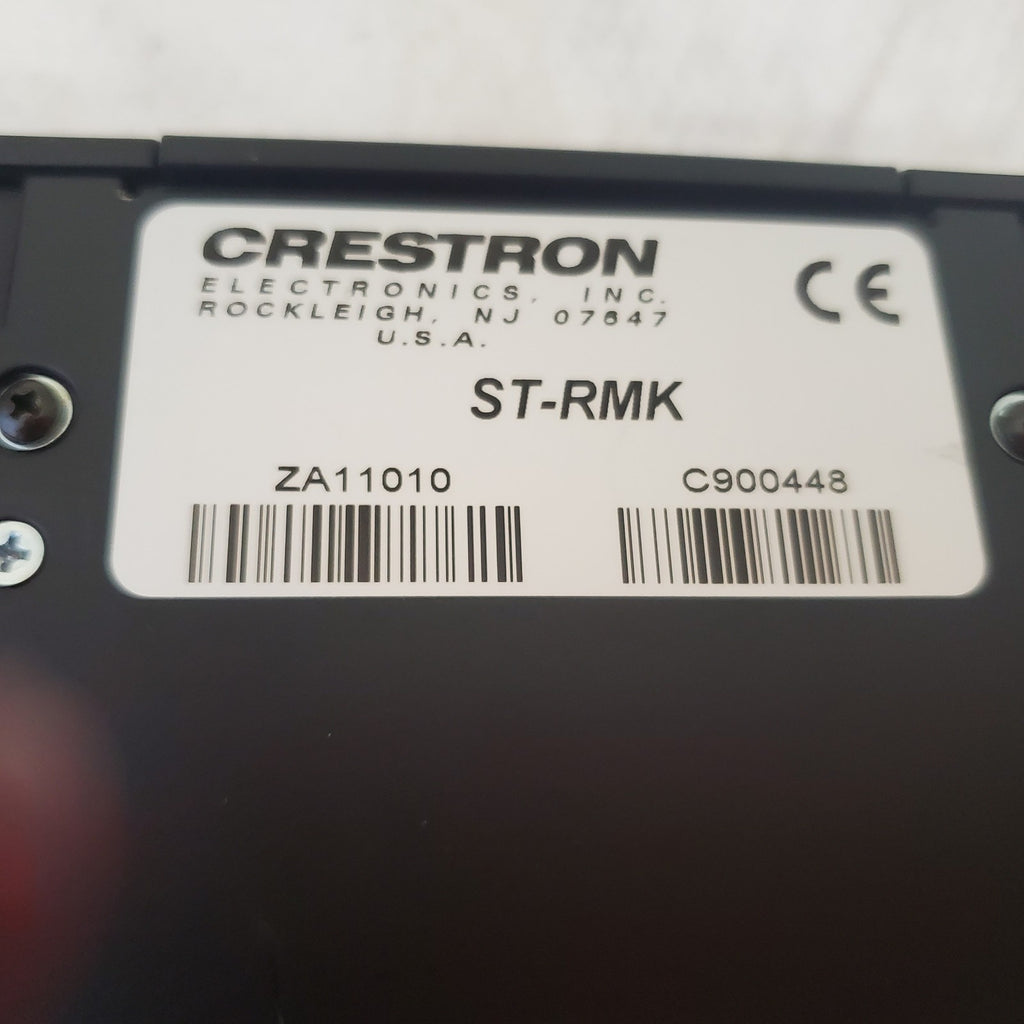 CRESTRON
ELECTRONICS, INC.
ROCKLEIGH, NJ 07647
U.S.A.
CE
ST-RMK
ZA11010
C900448